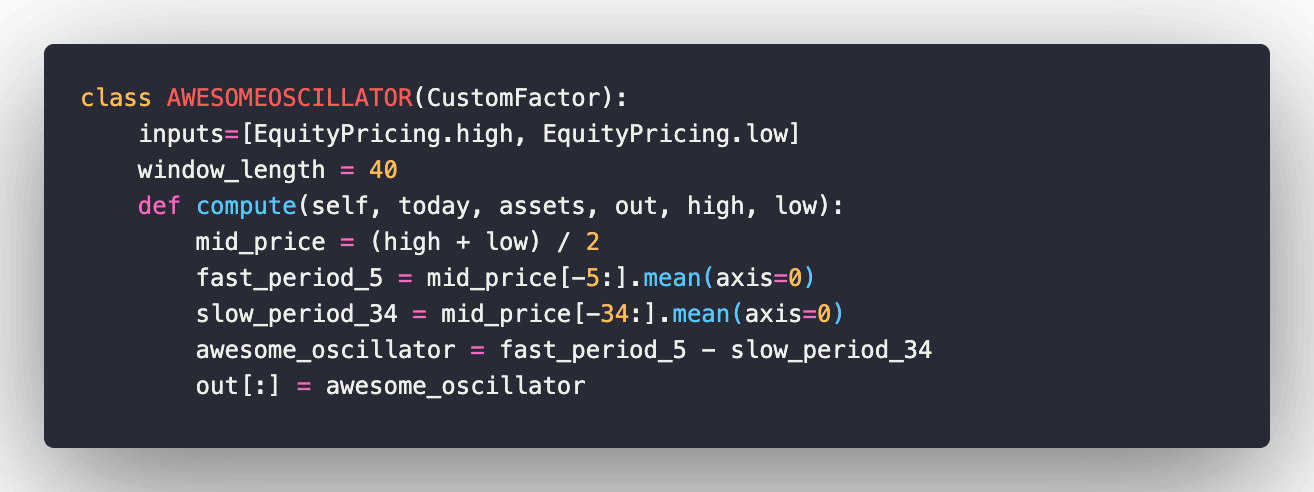 class AWESOMEOSCILLATOR(CustomFactor):
    inputs=[EquityPricing.high, EquityPricing.low]
    window_length = 40
    def compute(self, today, assets, out, high, low):
        mid_price = (high + low) / 2
        fast_period_5 = mid_price[-5:].mean(axis=0)
        slow_period_34 = mid_price[-34:].mean(axis=0)
        awesome_oscillator = fast_period_5 - slow_period_34
        out[:] = awesome_oscillator